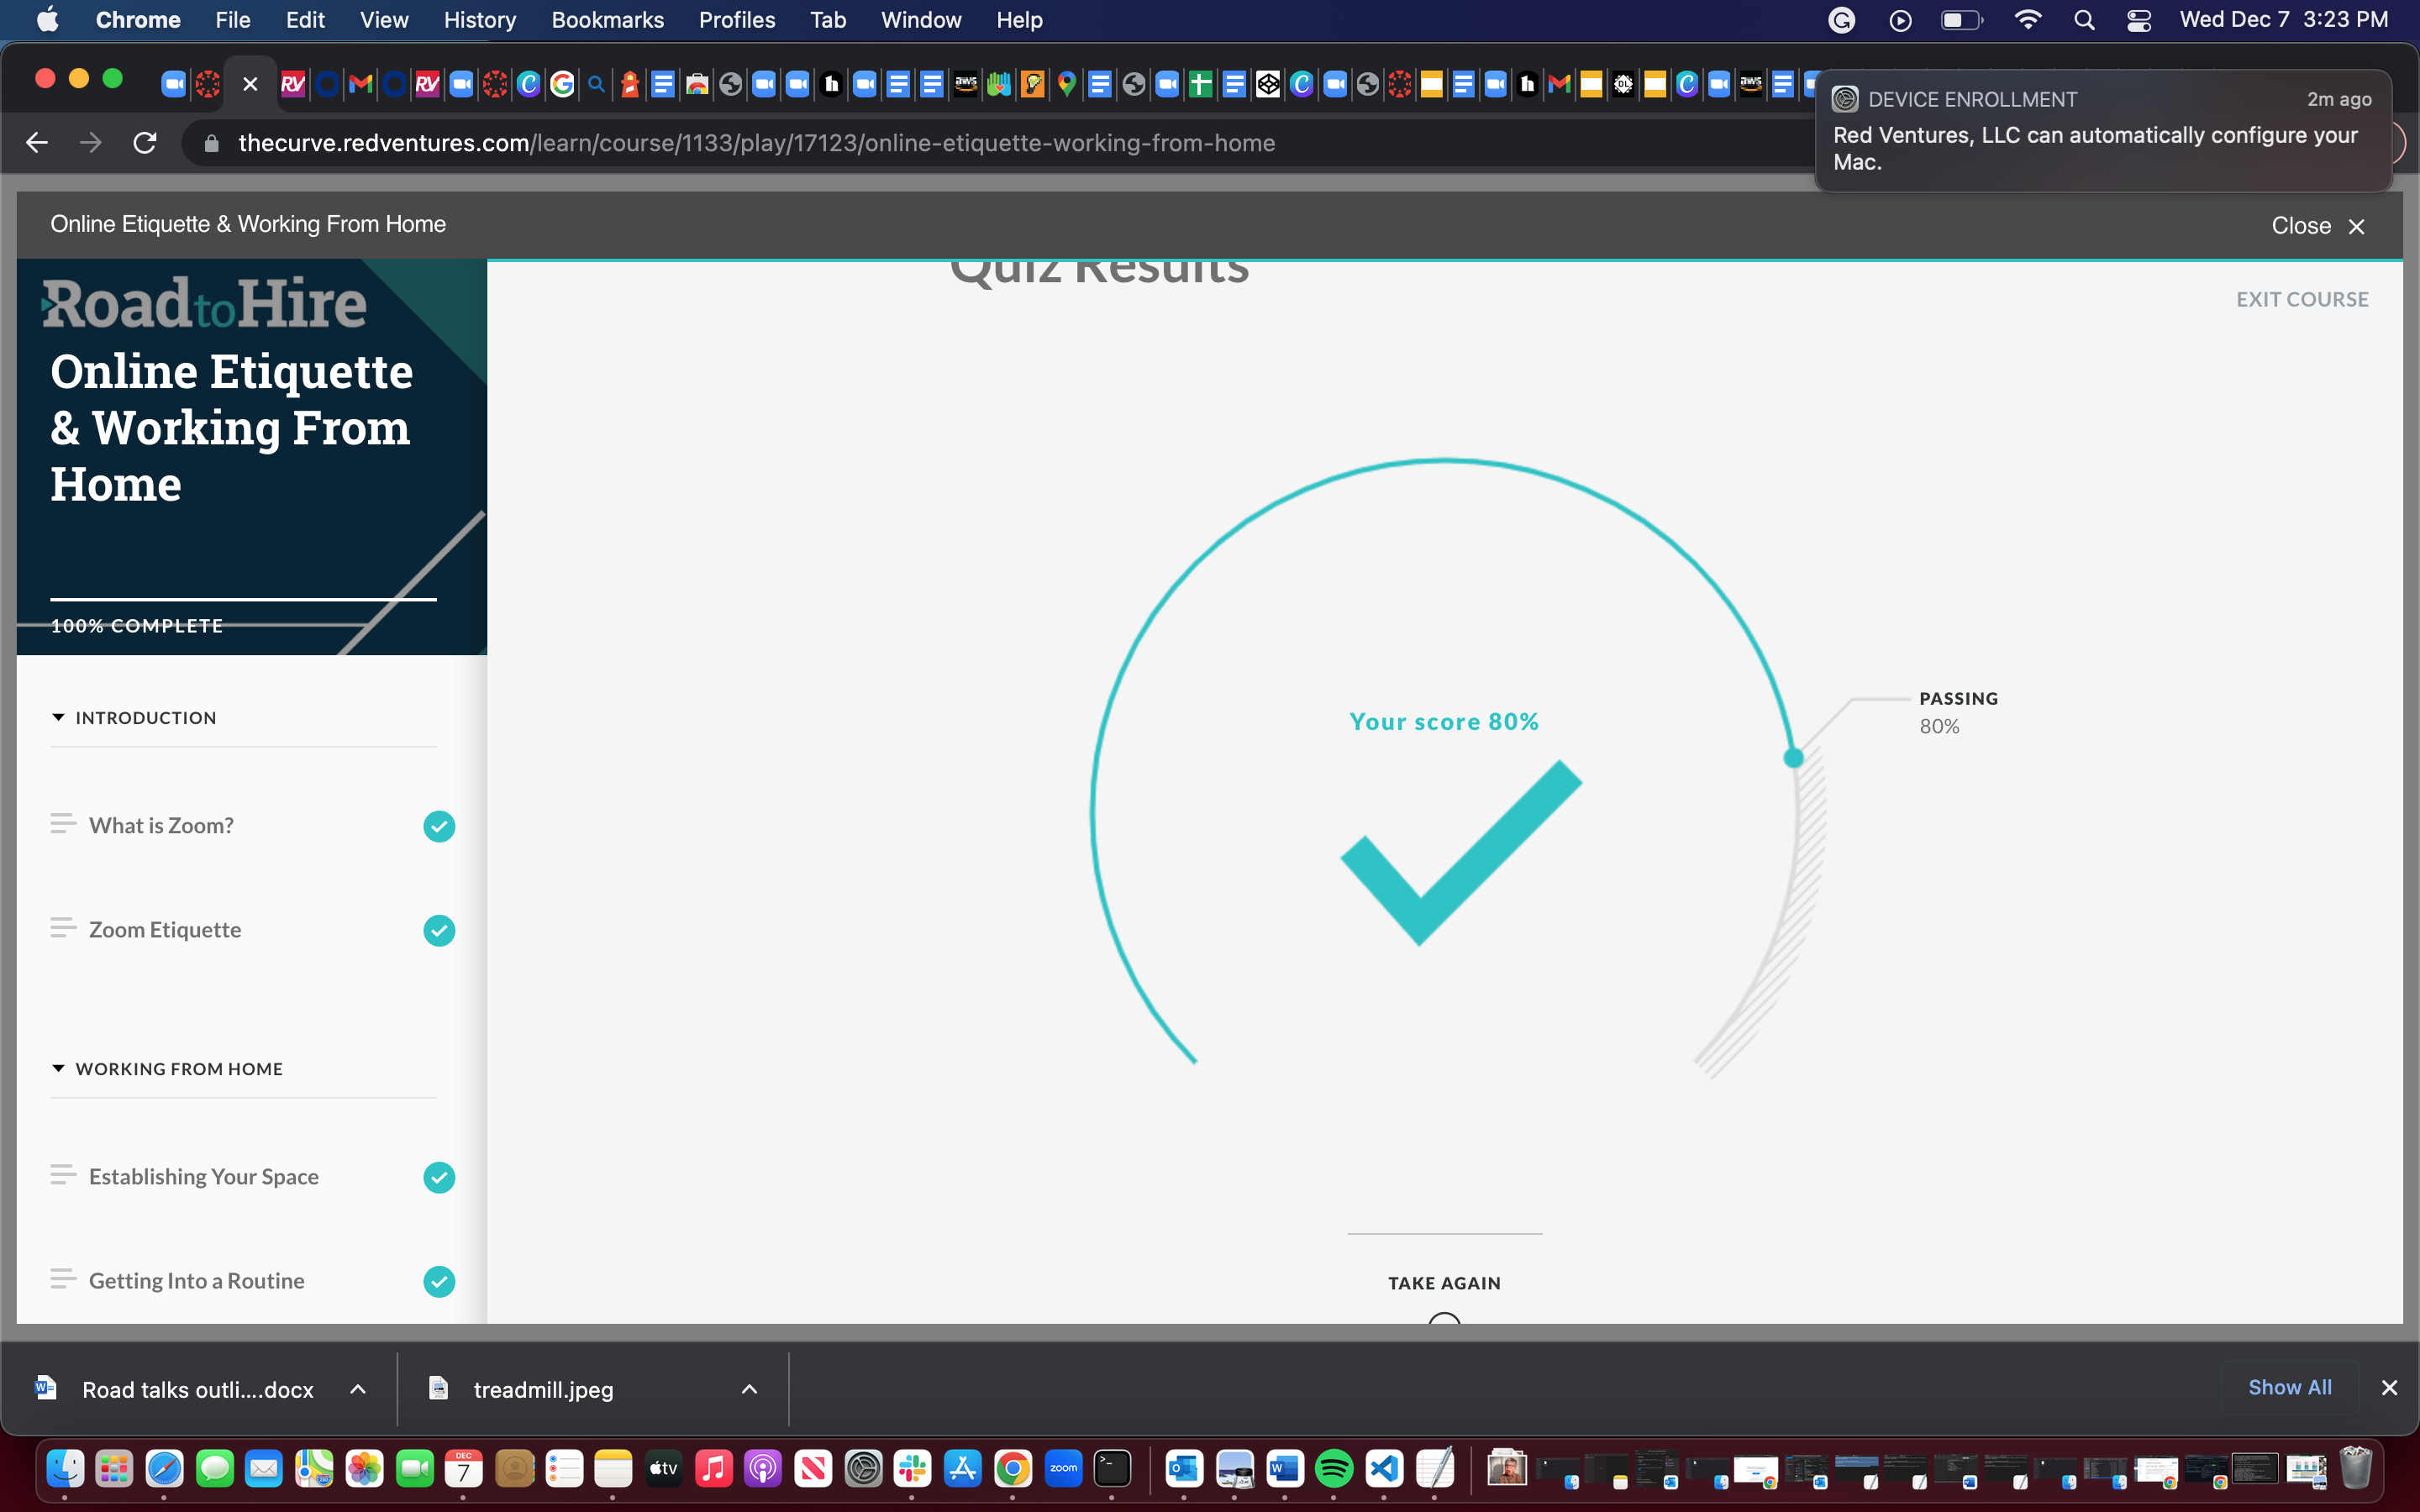 Chrome File Edit View History Bookmarks Profiles Tab Window Help Wed Dec 7 3:23 PM
DEVICE ENROLLMENT 2m ago
Red Ventures, LLC can automatically configure your
Mac.
thecurve.redventures.com/learn/course/1133/play/17123/online-etiquette-working-from-home
Online Etiquette & Working From Home
Close
Quiz Results
EXIT COURSE
RoadtoHire
Online Etiquette
& Working From
Home
100% COMPLETE
INTRODUCTION
What is Zoom?
Zoom Etiquette
WORKING FROM HOME
Establishing Your Space
Getting Into a Routine
Your score 80%
PASSING
80%
TAKE AGAIN
Road talks outli....docx
treadmill.jpeg
Show All
DEC
7
tv
zoom